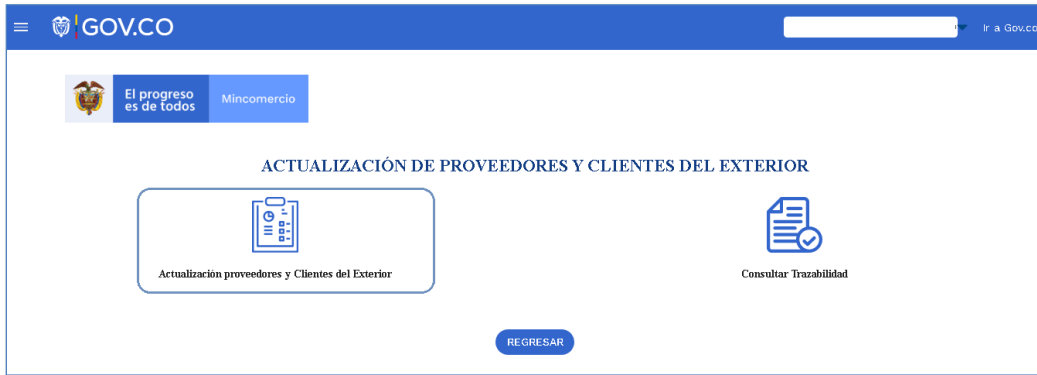 GOV.CO
Ir a Gov.co
El progreso
es de todos
Mincomercio
ACTUALIZACIÓN DE PROVEEDORES Y CLIENTES DEL EXTERIOR
Actualización proveedores y Clientes del Exterior
Consultar Trazabilidad
REGRESAR